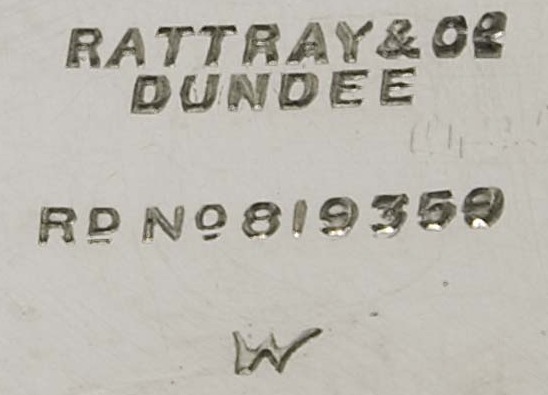 RATTRAY & Co
DUNDEE
RD No 819359
W